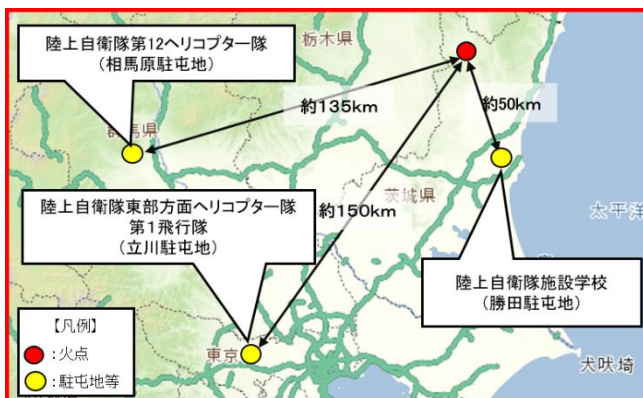 陸上自衛隊第12ヘリコプター隊
(相馬原駐屯地)
栃木県
約135km
約50km
群馬県
茨城県
陸上自衛隊東部方面ヘリコプター隊
第1飛行隊
(立川駐屯地)
約150km
太平洋
陸上自衛隊施設学校
(勝田駐屯地)
【凡例】
:火点
:駐屯地等
東京
犬吠埼